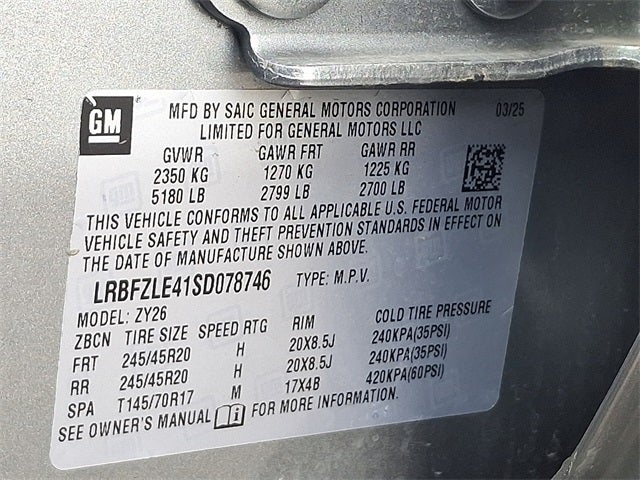 GM
MFD BY SAIC GENERAL MOTORS CORPORATION 03/25
LIMITED FOR GENERAL MOTORS LLC
GVWR GAWR FRT GAWR RR
2350 KG 1270 KG 1225 KG
5180 LB 2799 LB 2700 LB
THIS VEHICLE CONFORMS TO ALL APPLICABLE U.S. FEDERAL MOTOR
VEHICLE SAFETY AND THEFT PREVENTION STANDARDS IN EFFECT ON
THE DATE OF MANUFACTURE SHOWN ABOVE.
LRBFZLE41SD078746 TYPE: M.P.V.
MODEL: ZY26
ZBCN TIRE SIZE SPEED RTG RIM COLD TIRE PRESSURE
FRT 245/45R20 H 20X8.5J 240KPA(35PSI)
RR 245/45R20 H 20X8.5J 240KPA(35PSI)
SPA T145/70R17 M 17X4B 420KPA(60PSI)
SEE OWNER'S MANUAL FOR MORE INFORMATION.